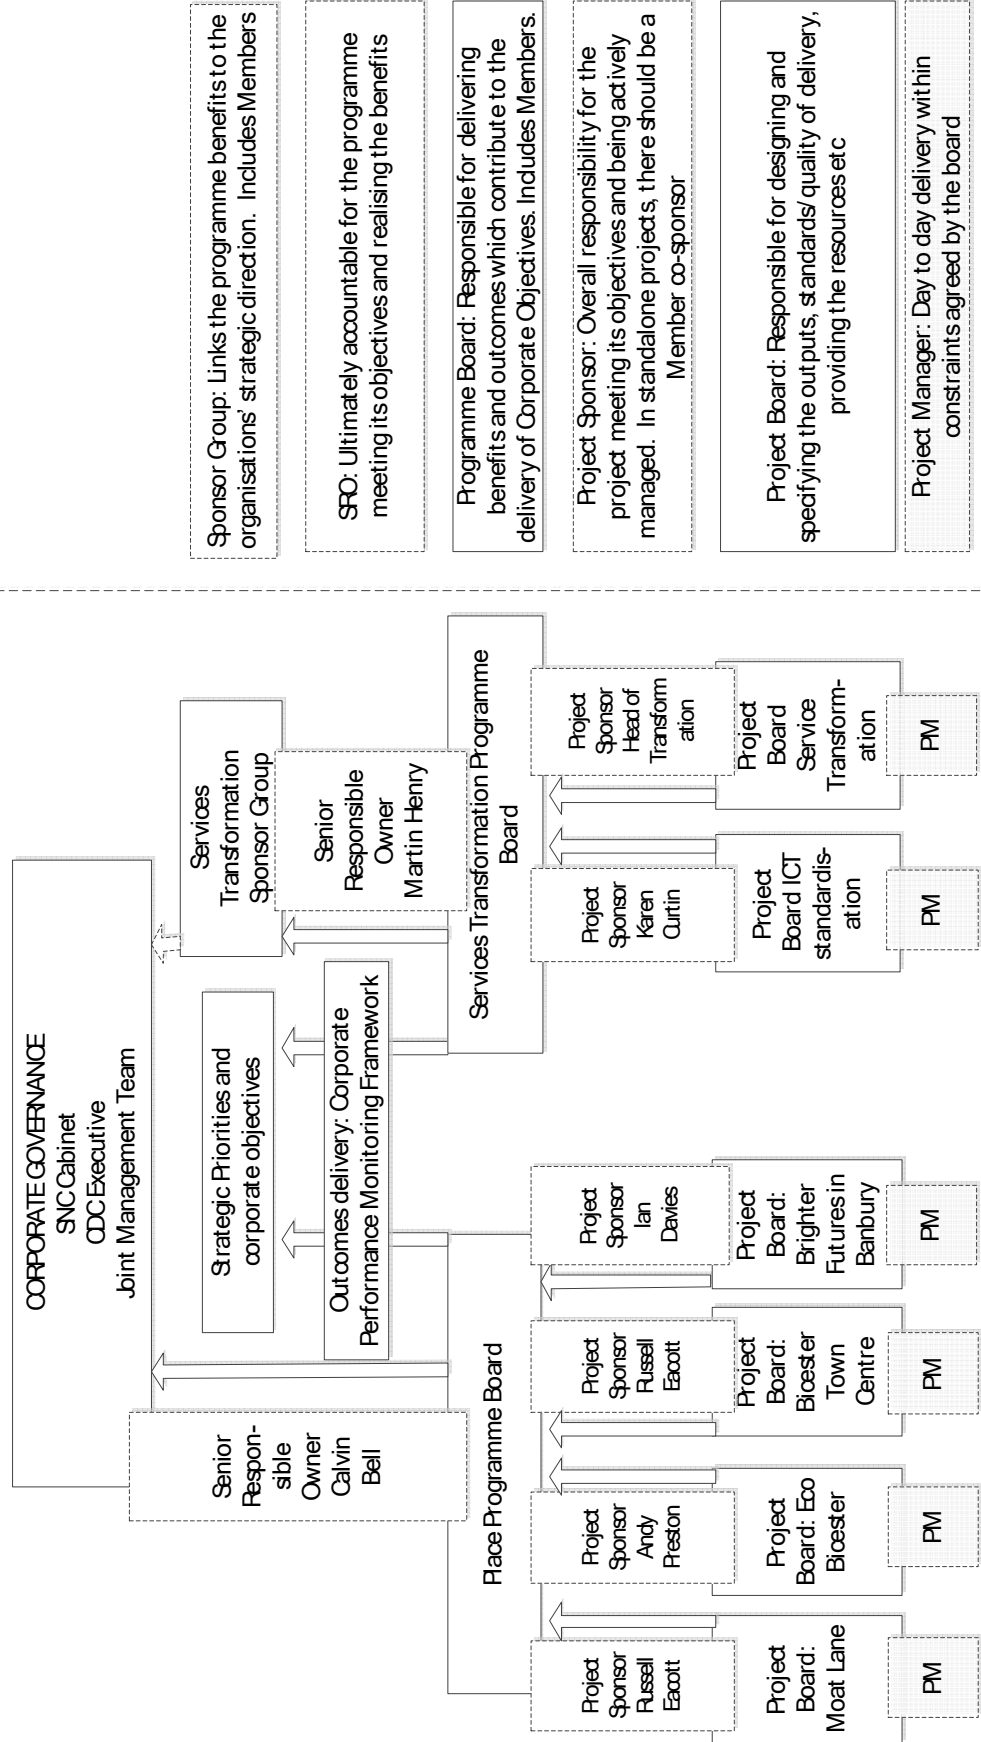 CORPORATE GOVERNANCE
SNC Cabinet
CDC Executive
Joint Management Team
Senior
Respon-
sible
Owner
Calvin
Bell
Strategic Priorities and
corporate objectives
Outcomes delivery: Corporate
Performance Monitoring Framework
Services
Transformation
Sponsor Group
Senior
Responsible
Owner
Martin Henry
Place Programme Board
Services Transformation Programme
Board
Project
Sponsor
Russell
Eacott
Project
Sponsor
Andy
Preston
Project
Sponsor
Russell
Eacott
Project
Sponsor
Ian
Davies
Project
Sponsor
Karen
Curtin
Project
Sponsor
Head of
Transform
ation
Project
Board:
Moat Lane
Project
Board: Eco
Bicester
Project
Board:
Bicester
Town
Centre
Project
Board:
Brighter
Futures in
Banbury
Project
Board ICT
standardis-
ation
Project
Board
Service
Transform-
ation
PM
PM
PM
PM
PM
PM
Sponsor Group: Links the programme benefits to the
organisations' strategic direction. Includes Members
SRO: Ultimately accountable for the programme
meeting its objectives and realising the benefits
Programme Board: Responsible for delivering
benefits and outcomes which contribute to the
delivery of Corporate Objectives. Includes Members.
Project Sponsor: Overall responsibility for the
project meeting its objectives and being actively
managed. In standalone projects, there should be a
Member co-sponsor
Project Board: Responsible for designing and
specifying the outputs, standards/quality of delivery,
providing the resources etc
Project Manager: Day to day delivery within
constraints agreed by the board